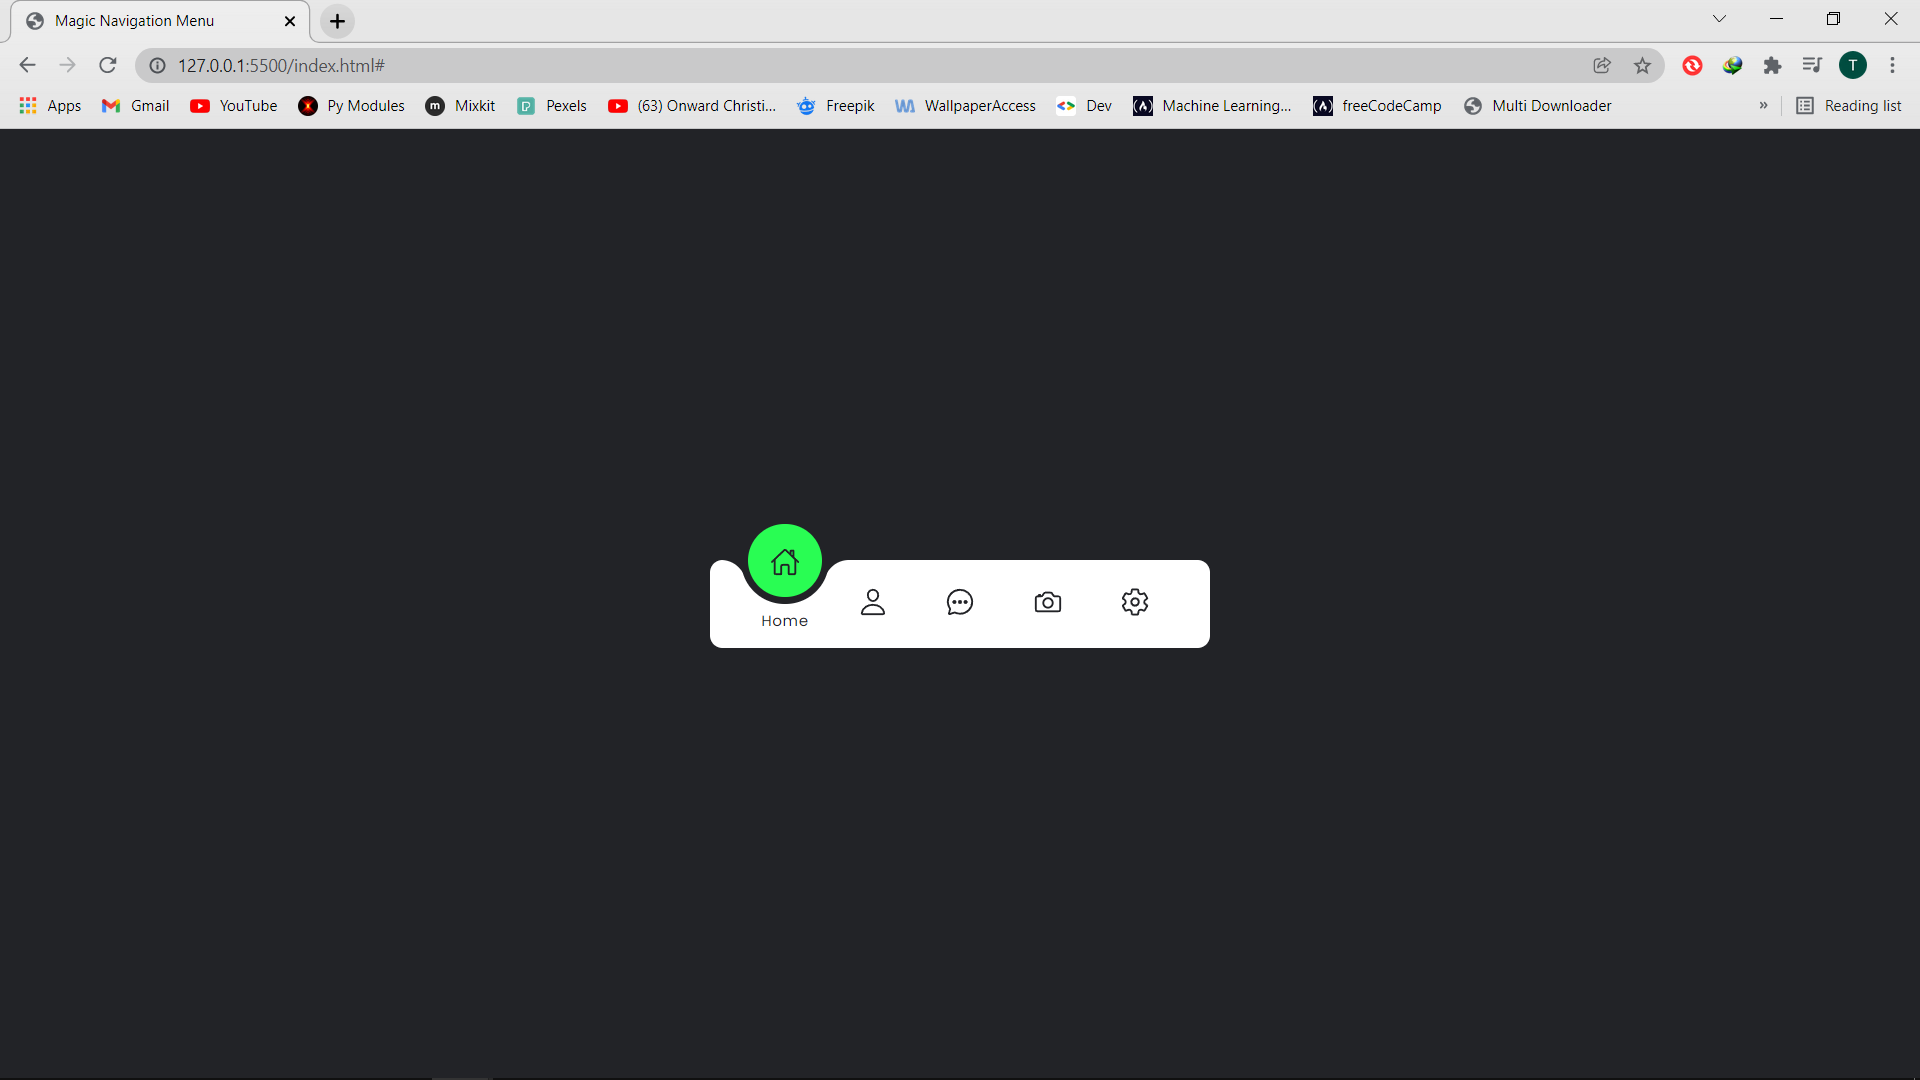 Magic Navigation Menu
127.0.0.1:5500/index.html#
T
Apps Gmail YouTube Py Modules m Mixkit Pexels (63) Onward Christi... Freepik WallpaperAccess Dev Machine Learning... freeCodeCamp Multi Downloader » Reading list
Home